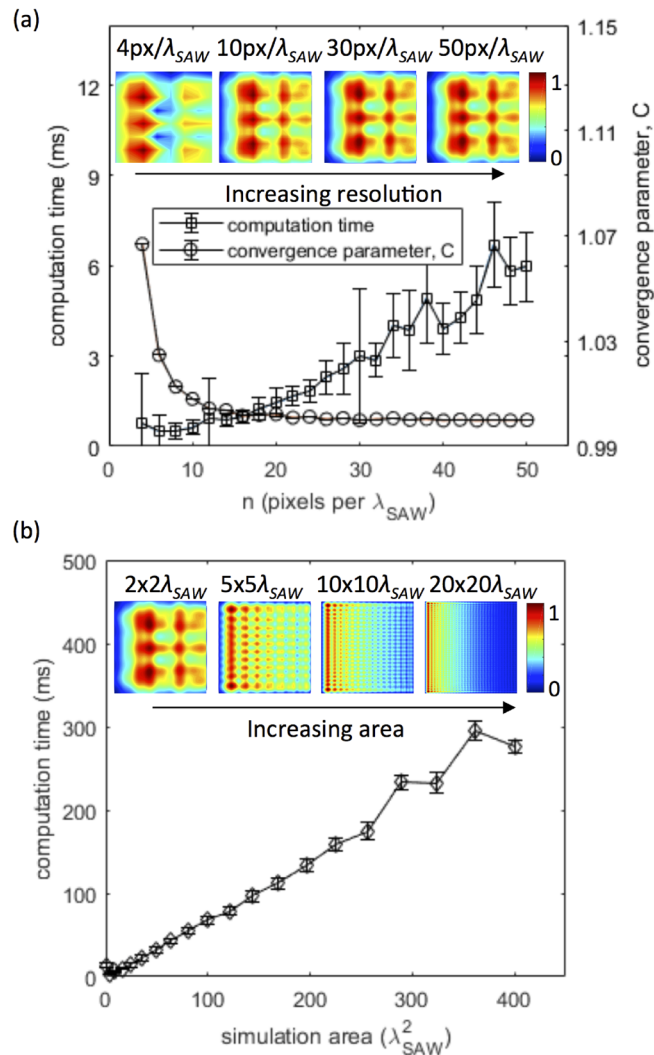 (a)
4px/λSAW 10px/λSAW 30px/λSAW 50px/λSAW
1
0
Increasing resolution
computation time
convergence parameter, C
computation time (ms)
0
3
6
9
12
convergence parameter, C
1.15
1.11
1.07
1.03
0.99
0 10 20 30 40 50
n (pixels per λSAW)
(b)
2x2λSAW 5x5λSAW 10x10λSAW 20x20λSAW
1
0
Increasing area
computation time (ms)
500
400
300
200
100
0
0 100 200 300 400
simulation area (λ²SAW)